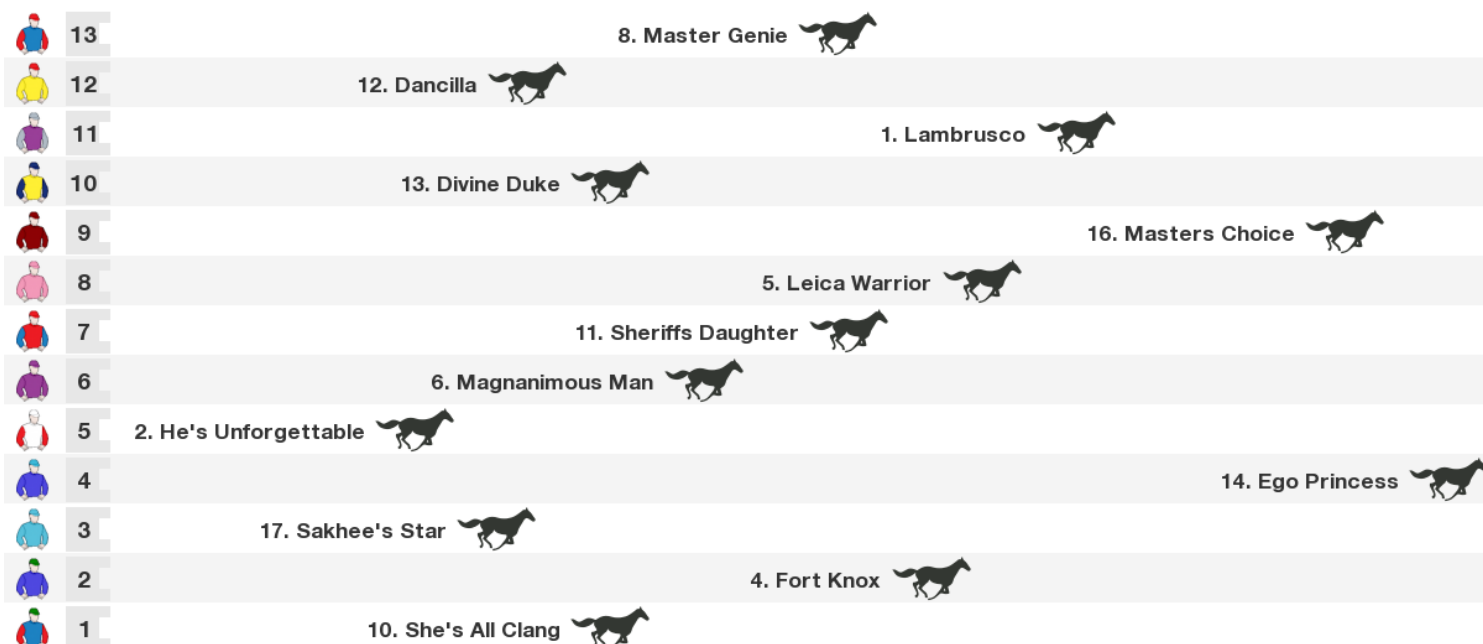 13 8. Master Genie
12 12. Dancilla
11 1. Lambrusco
10 13. Divine Duke
9 16. Masters Choice
8 5. Leica Warrior
7 11. Sheriffs Daughter
6 6. Magnanimous Man
5 2. He's Unforgettable
4 14. Ego Princess
3 17. Sakhee's Star
2 4. Fort Knox
1 10. She's All Clang